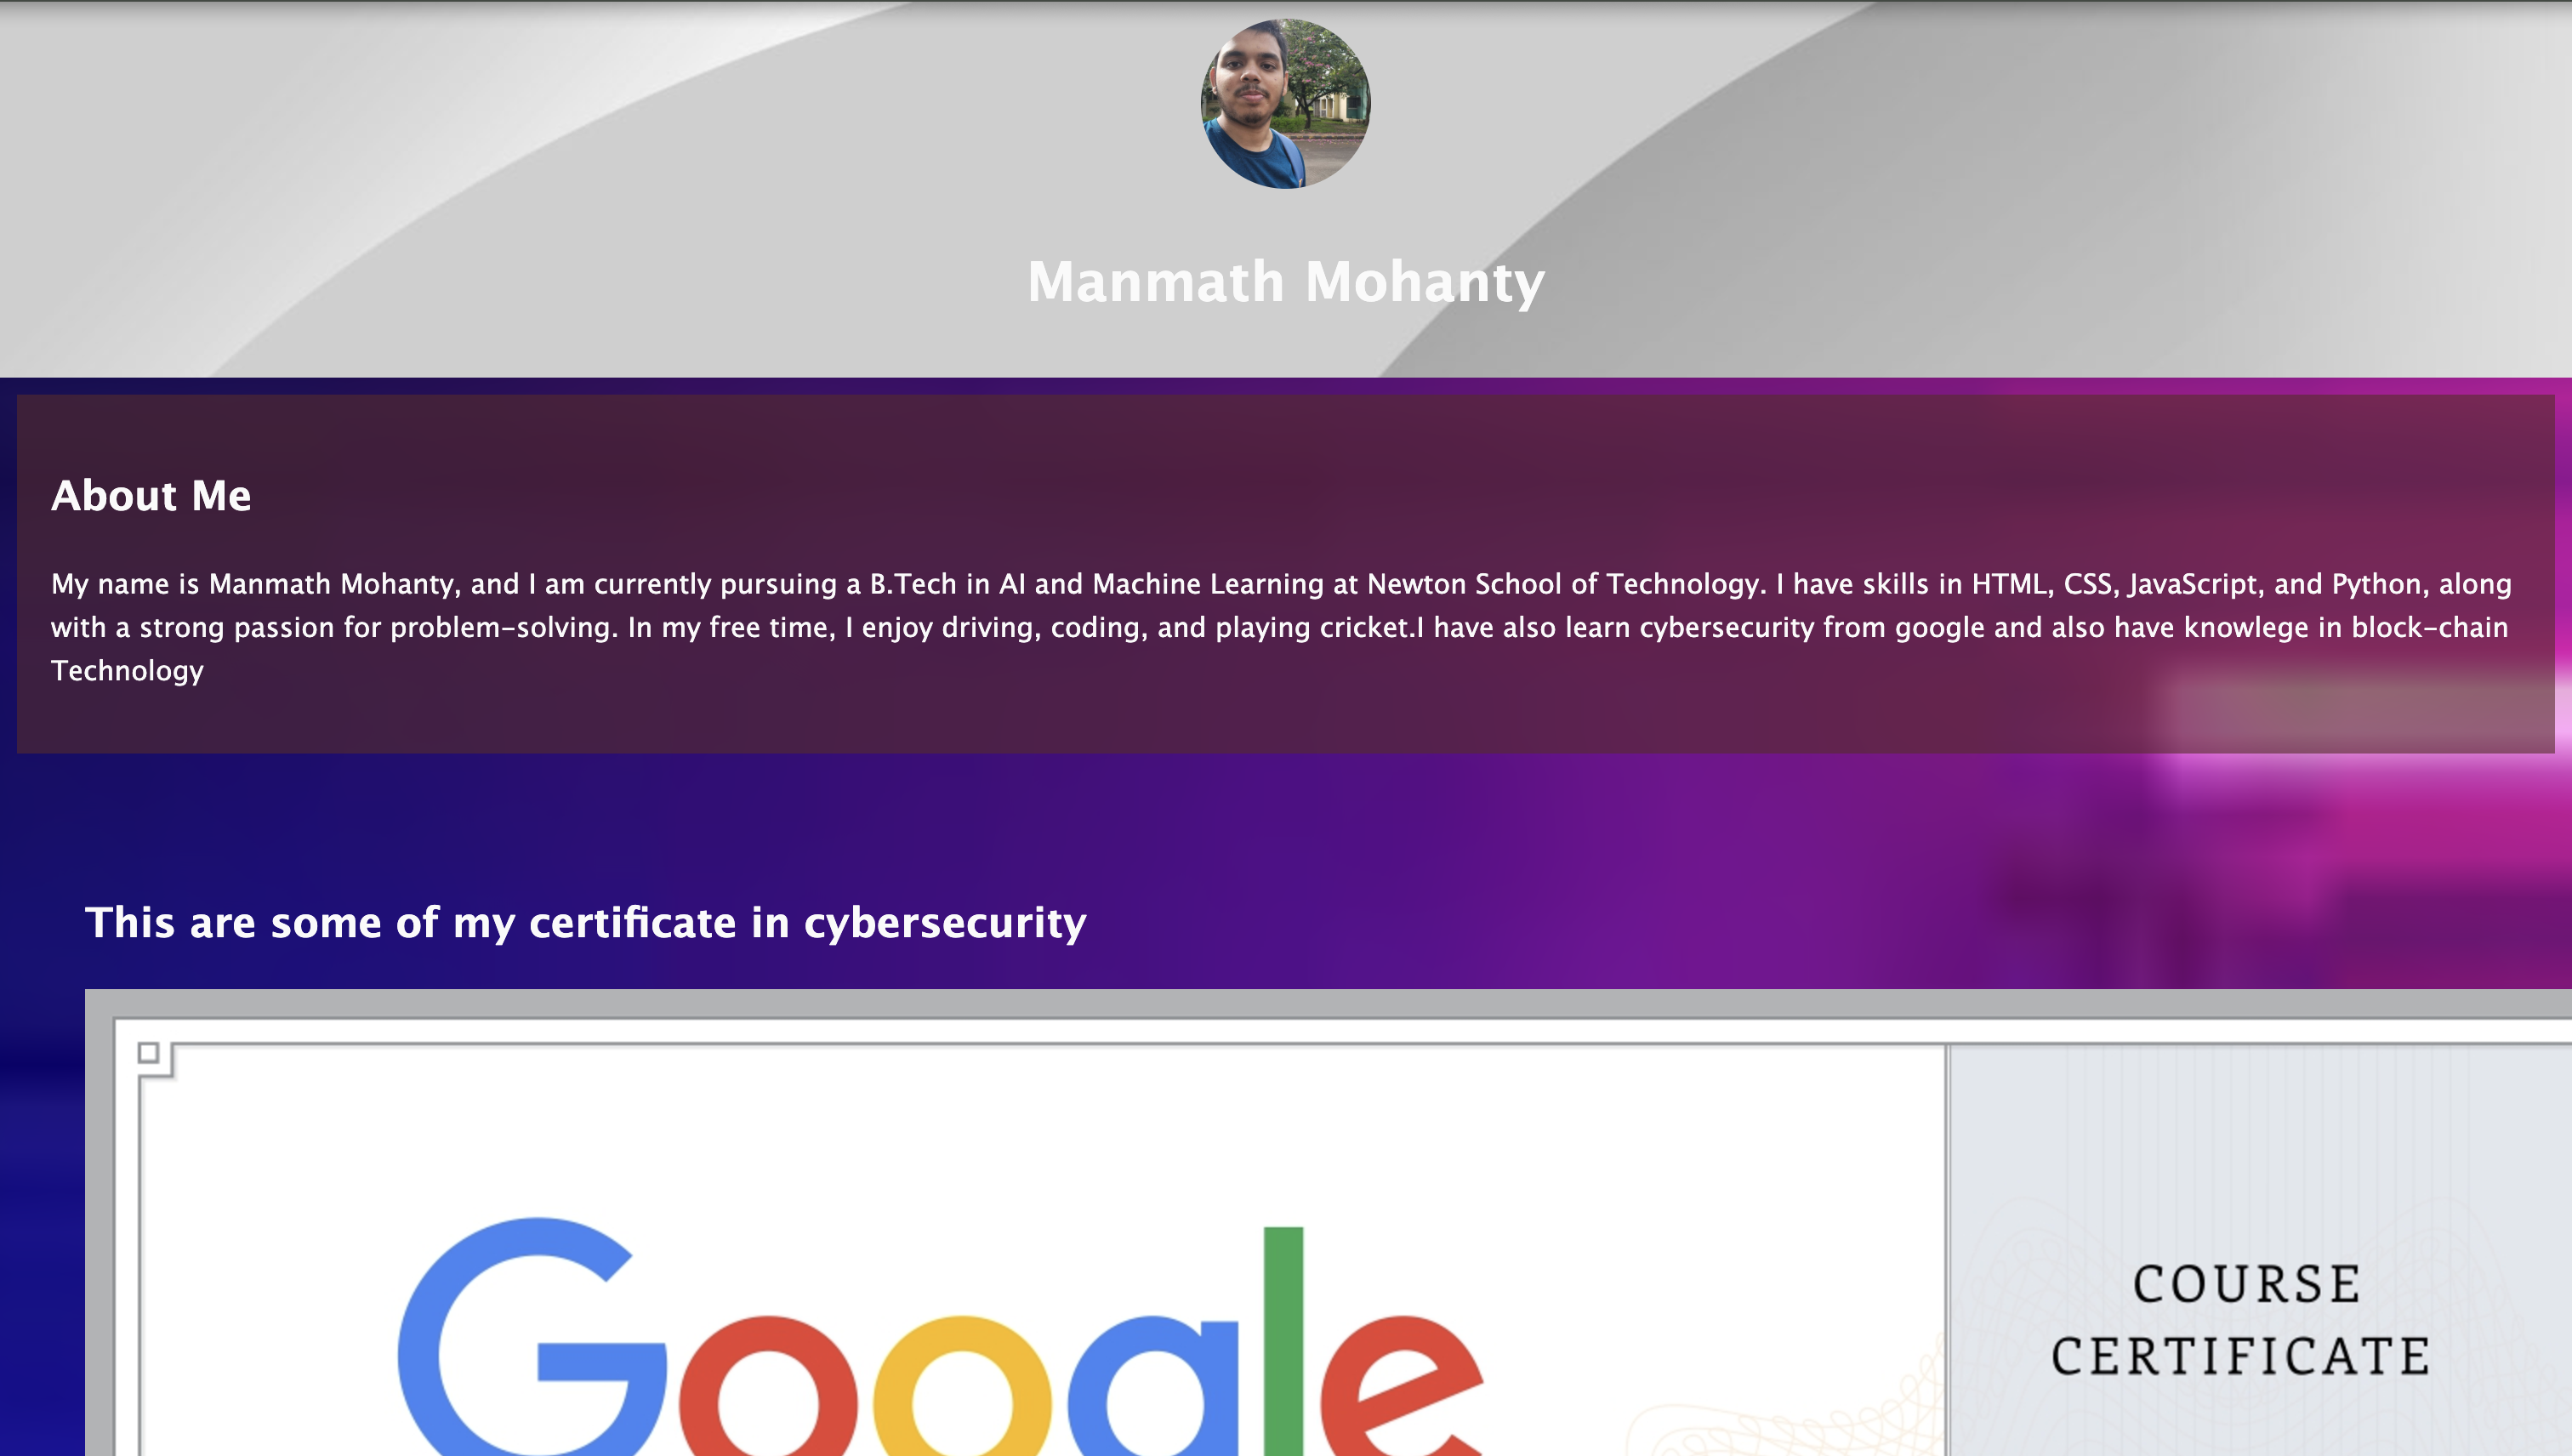 Manmath Mohanty
About Me
My name is Manmath Mohanty, and I am currently pursuing a B.Tech in AI and Machine Learning at Newton School of Technology. I have skills in HTML, CSS, JavaScript, and Python, along
with a strong passion for problem-solving. In my free time, I enjoy driving, coding, and playing cricket.I have also learn cybersecurity from google and also have knowlege in block-chain
Technology
This are some of my certificate in cybersecurity
Google
COURSE
CERTIFICATE